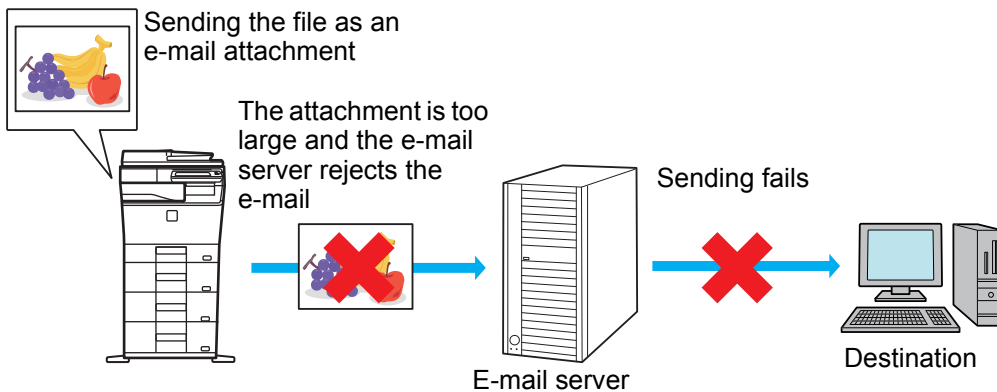 Sending the file as an
e-mail attachment
The attachment is too
large and the e-mail
server rejects the
e-mail
Sending fails
E-mail server
Destination